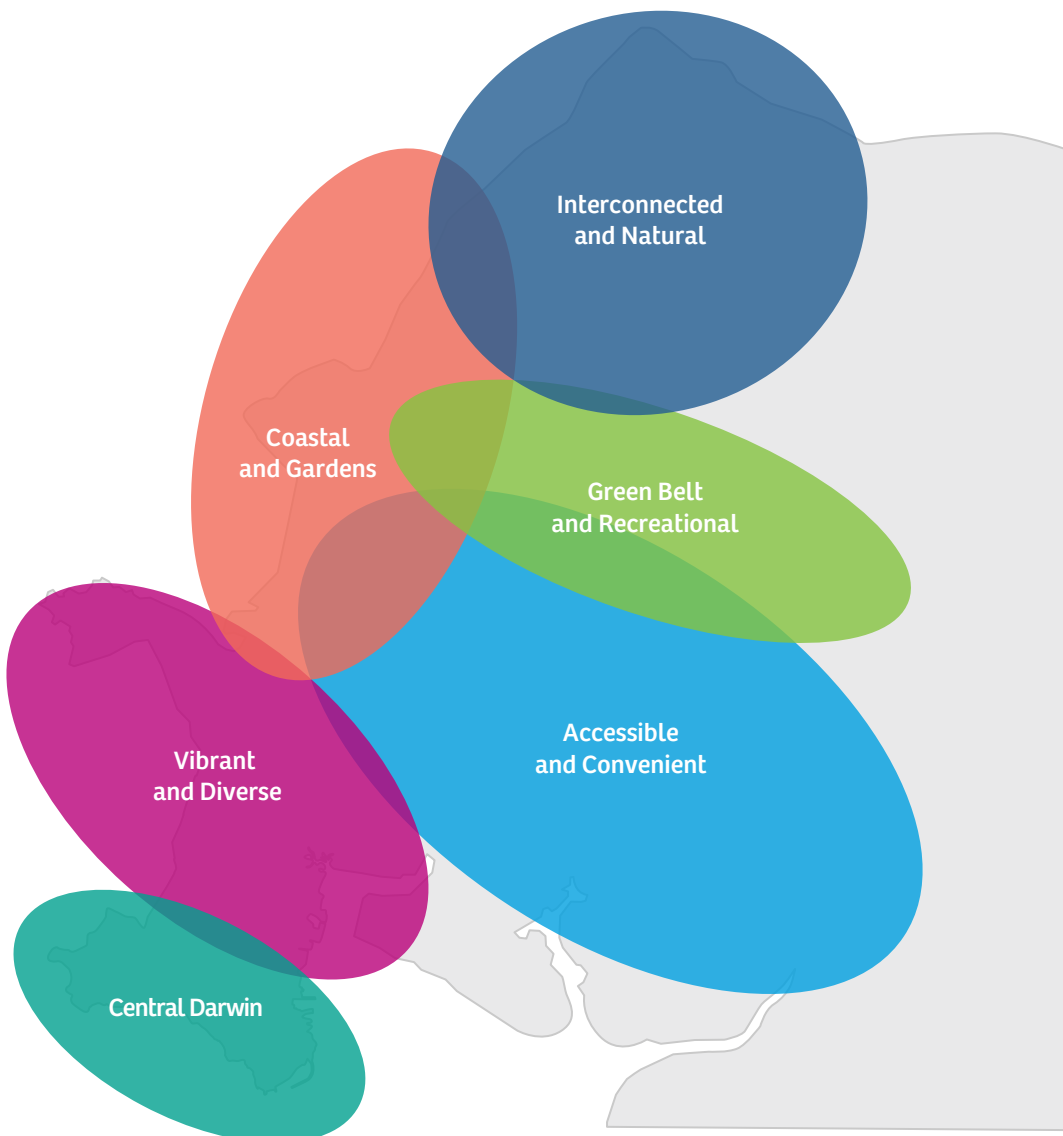 Interconnected
and Natural
Coastal
and Gardens
Green Belt
and Recreational
Accessible
and Convenient
Vibrant
and Diverse
Central Darwin